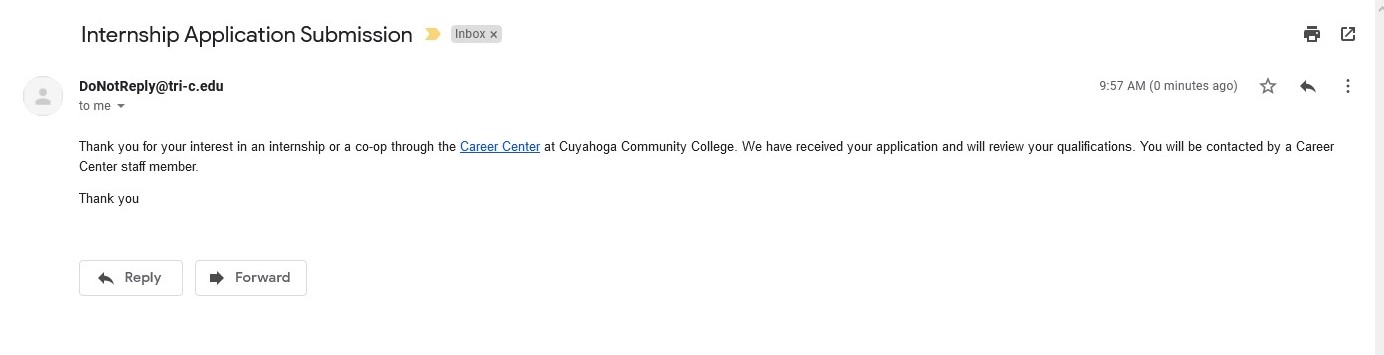 Internship Application Submission Inbox x
DoNotReply@tri-c.edu 9:57 AM (0 minutes ago)
to me
Thank you for your interest in an internship or a co-op through the Career Center at Cuyahoga Community College. We have received your application and will review your qualifications. You will be contacted by a Career
Center staff member.
Thank you
Reply Forward